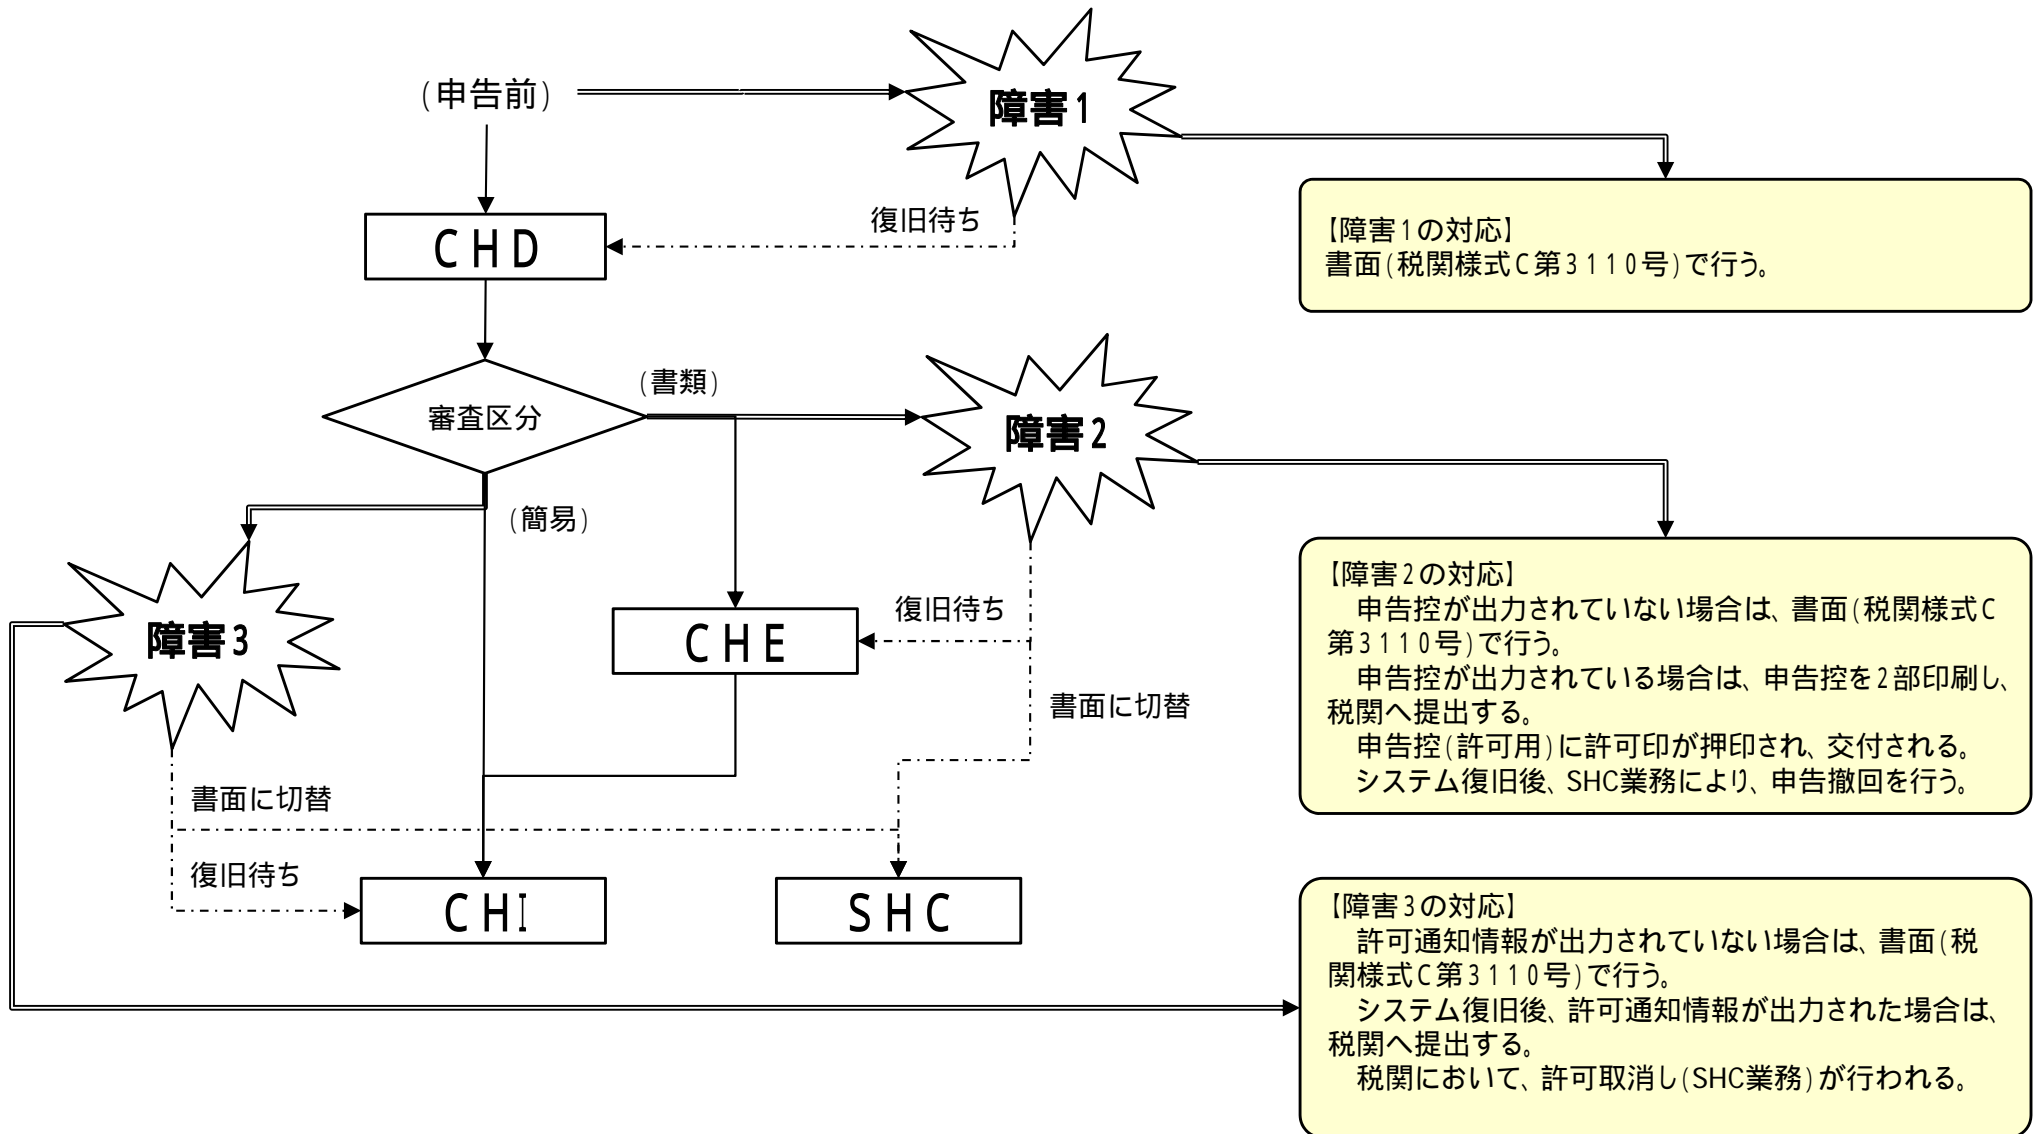 (申告前)
障害1
復旧待ち
CHD
【障害1の対応】
書面(税関様式C第3110号)で行う。
(書類)
審査区分
障害2
(簡易)
【障害2の対応】
申告控が出力されていない場合は、書面(税関様式C
第3110号)で行う。
申告控が出力されている場合は、申告控を2部印刷し、
税関へ提出する。
申告控(許可用)に許可印が押印され、交付される。
システム復旧後、SHC業務により、申告撤回を行う。
障害3
復旧待ち
CHE
書面に切替
書面に切替
復旧待ち
CHI
SHC
【障害3の対応】
許可通知情報が出力されていない場合は、書面(税
関様式C第3110号)で行う。
システム復旧後、許可通知情報が出力された場合は、
税関へ提出する。
税関において、許可取消し(SHC業務)が行われる。